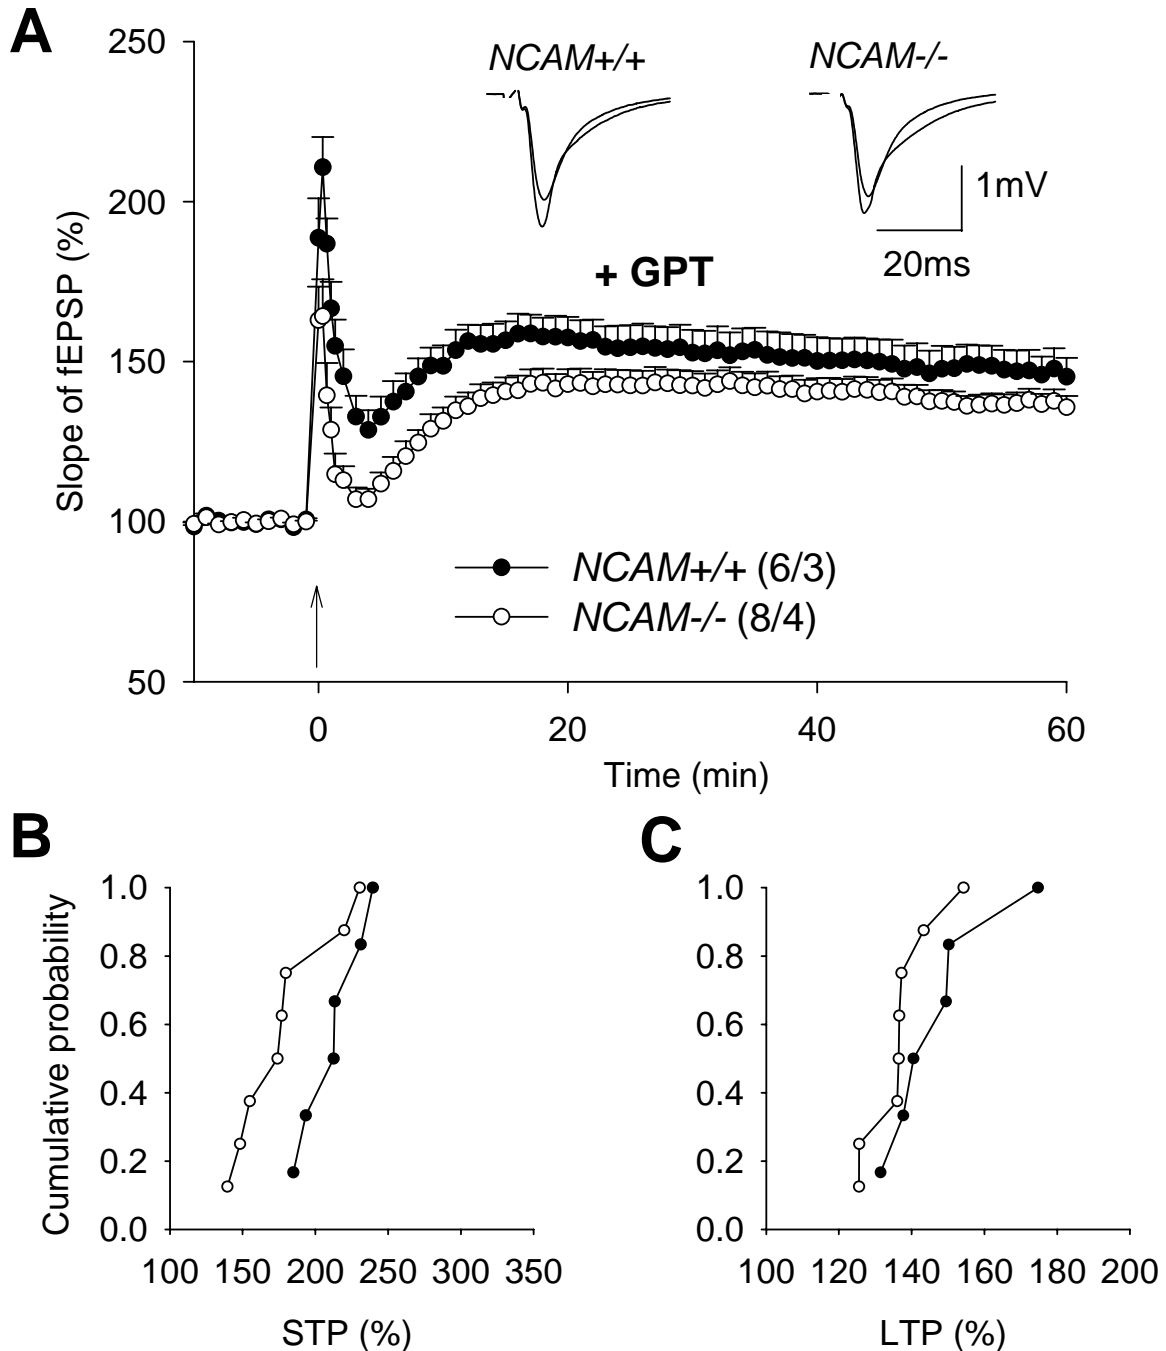 A
250
200
150
100
50
Slope of fEPSP (%)
NCAM+/+
NCAM-/-
1mV
20ms
+ GPT
NCAM+/+ (6/3)
NCAM-/- (8/4)
0
20
40
60
Time (min)
B
1.0
0.8
0.6
0.4
0.2
0.0
Cumulative probability
100 150 200 250 300 350
STP (%)
C
1.0
0.8
0.6
0.4
0.2
0.0
100 120 140 160 180 200
LTP (%)